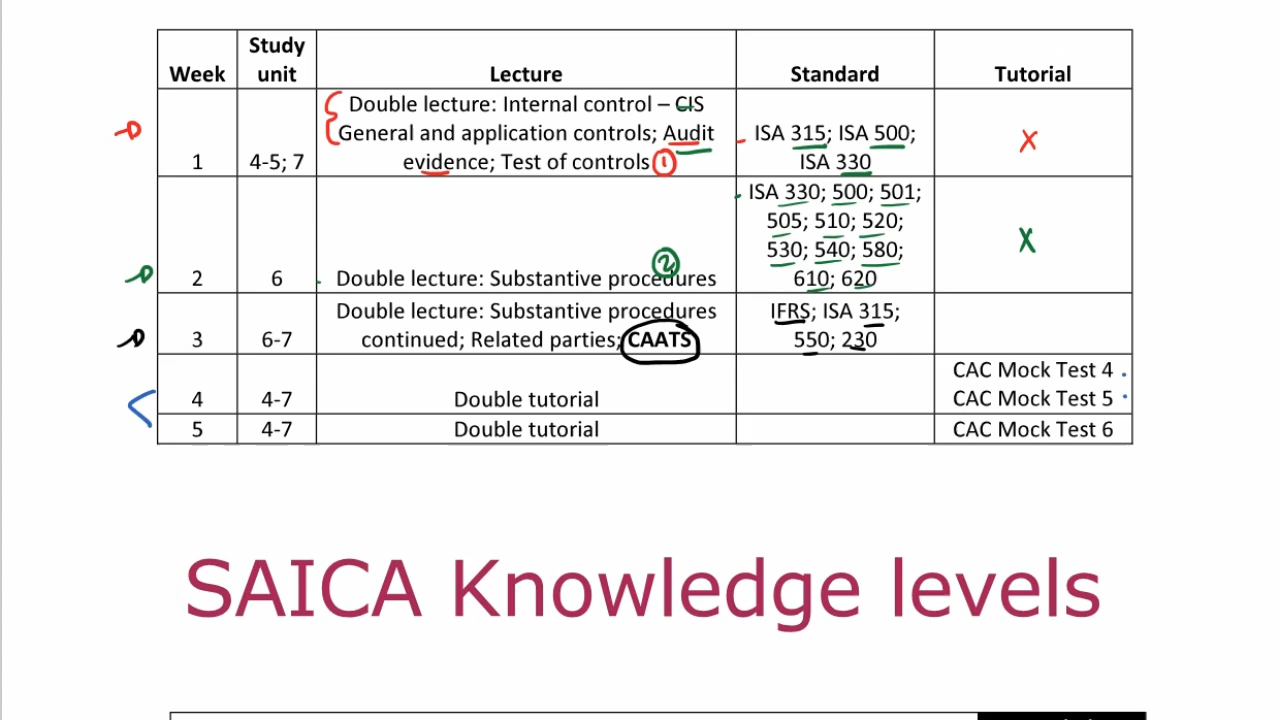 Week Study unit Lecture Standard Tutorial
Double lecture: Internal control – CIS
General and application controls; Audit ISA 315; ISA 500; X
1 4-5; 7 evidence; Test of controls 1 ISA 330
ISA 330; 500; 501;
505; 510; 520;
530; 540; 580; X
2
2 6 Double lecture: Substantive procedures 610; 620
Double lecture: Substantive procedures IFRS; ISA 315;
3 6-7 continued; Related parties; CAATS 550; 230
CAC Mock Test 4
4 4-7 Double tutorial CAC Mock Test 5
5 4-7 Double tutorial CAC Mock Test 6
SAICA Knowledge levels